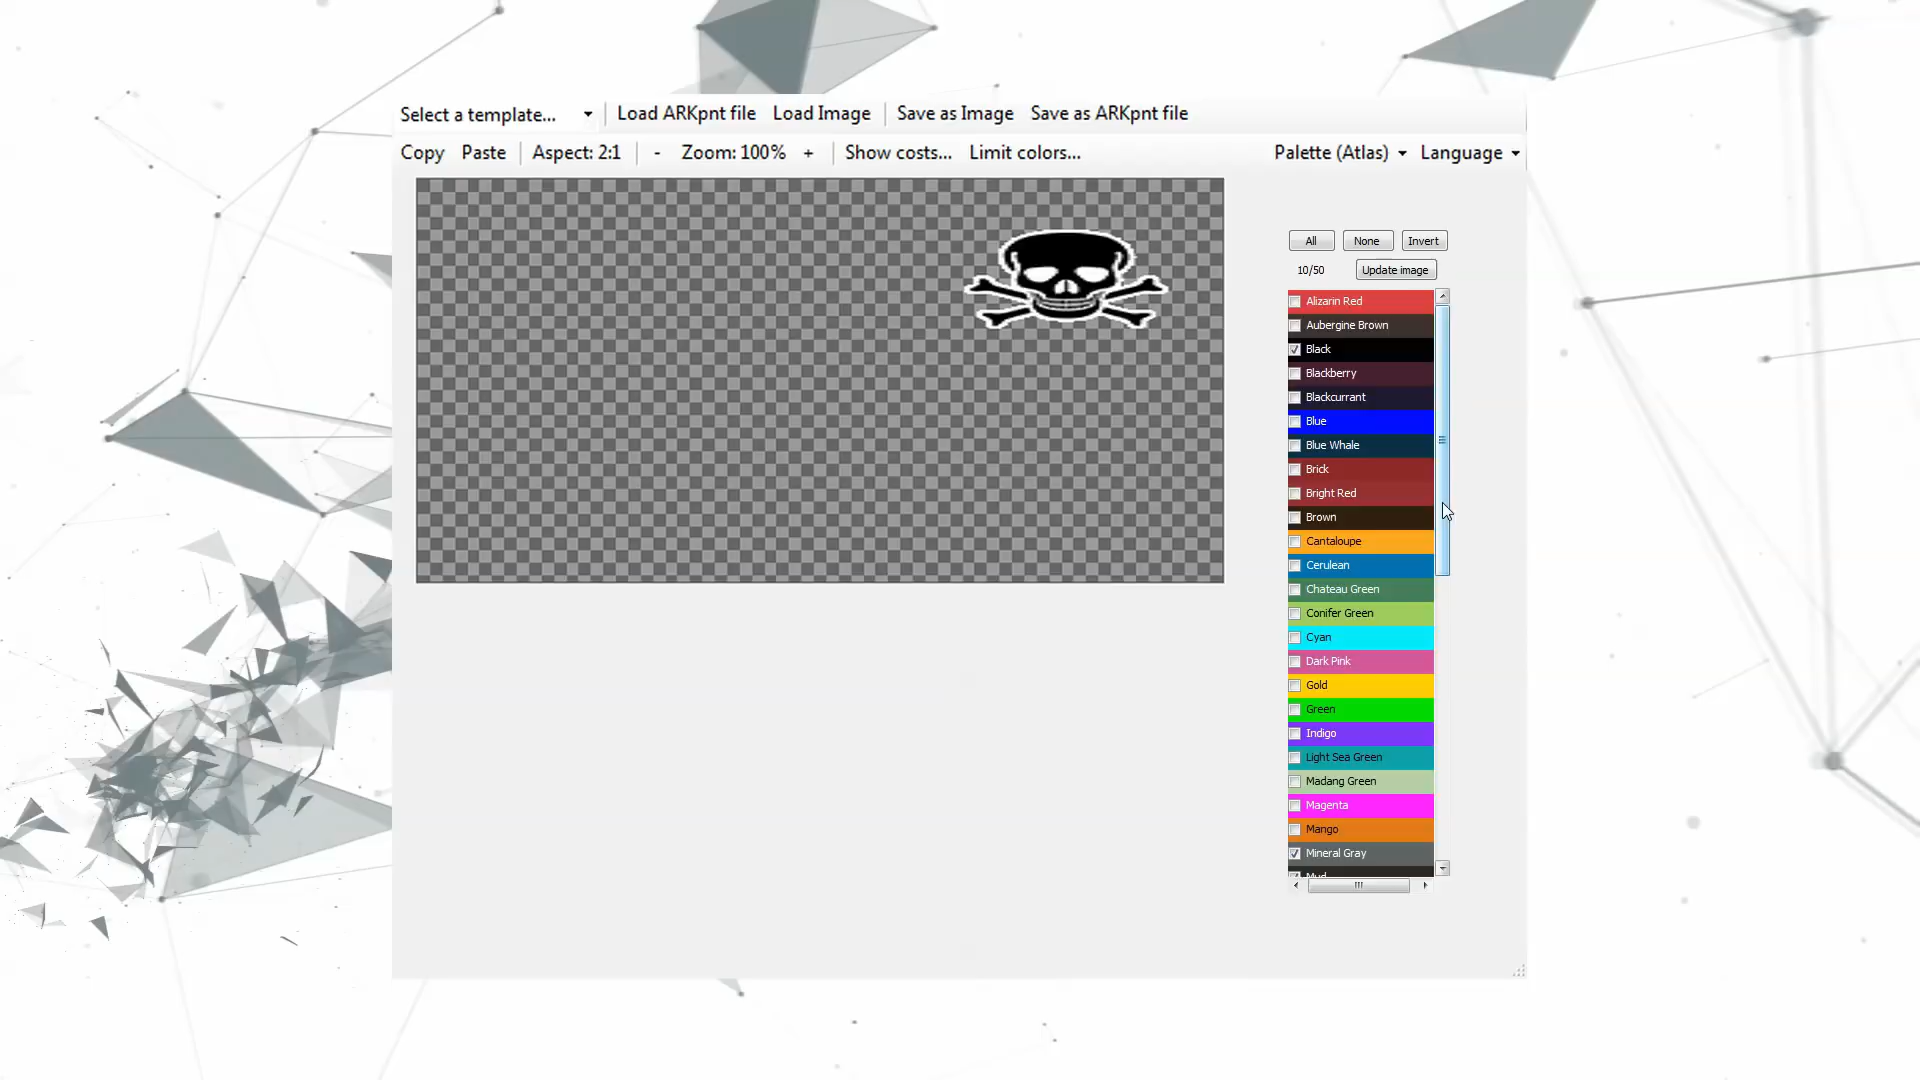 Select a template... Load ARKpnt file Load Image Save as Image Save as ARKpnt file
Copy Paste Aspect: 2:1 - Zoom: 100% + Show costs... Limit colors... Palette (Atlas) Language
All None Invert
10/50 Update image
Alizarin Red
Aubergine Brown
Black
Blackberry
Blackcurrant
Blue
Blue Whale
Brick
Bright Red
Brown
Cantaloupe
Cerulean
Chateau Green
Conifer Green
Cyan
Dark Pink
Gold
Green
Indigo
Light Sea Green
Madang Green
Magenta
Mango
Mineral Gray
Mud